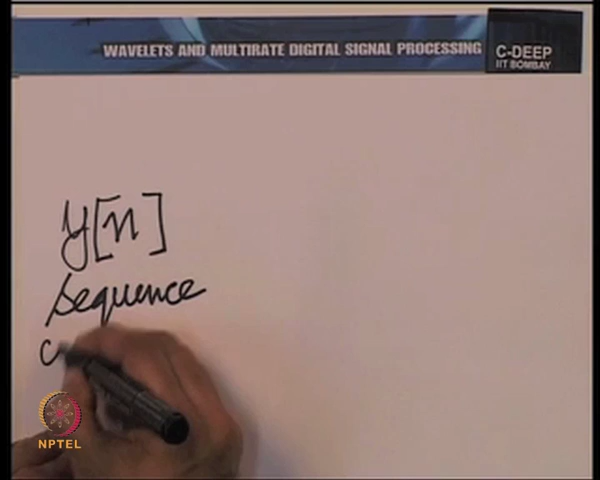 WAVELETS AND MULTIRATE DIGITAL SIGNAL PROCESSING
C-DEEP
IIT BOMBAY
y[n]
sequence
NPTEL